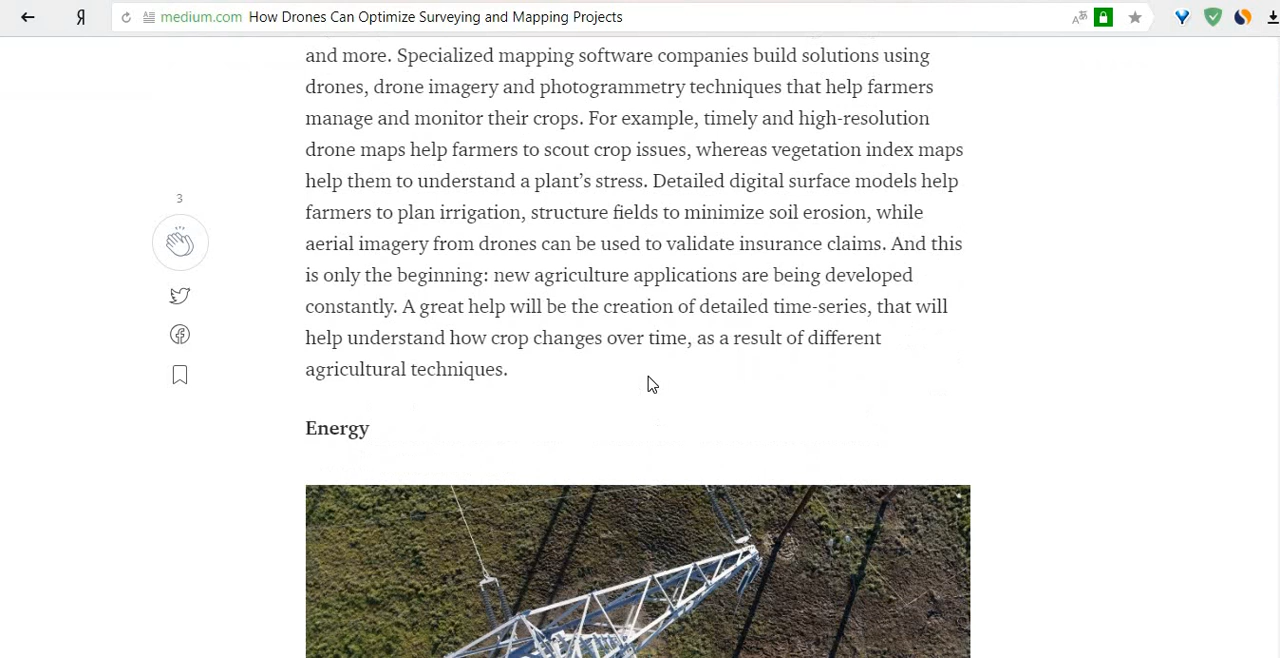 Я medium.com How Drones Can Optimize Surveying and Mapping Projects
and more. Specialized mapping software companies build solutions using
drones, drone imagery and photogrammetry techniques that help farmers
manage and monitor their crops. For example, timely and high-resolution
drone maps help farmers to scout crop issues, whereas vegetation index maps
help them to understand a plant’s stress. Detailed digital surface models help
farmers to plan irrigation, structure fields to minimize soil erosion, while
aerial imagery from drones can be used to validate insurance claims. And this
is only the beginning: new agriculture applications are being developed
constantly. A great help will be the creation of detailed time-series, that will
help understand how crop changes over time, as a result of different
agricultural techniques.
3
Energy